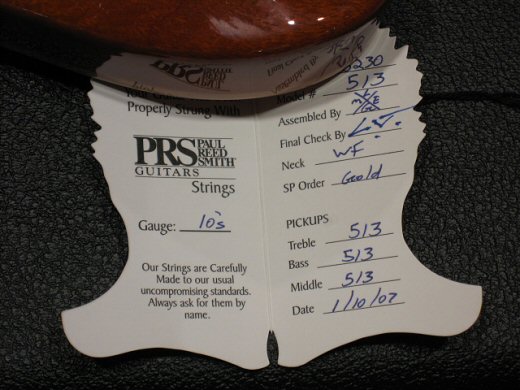 Properly Strung With
PRS PAUL REED SMITH
GUITARS
Strings
Gauge: 10's
Our Strings are Carefully
Made to our usual
uncompromising standards.
Always ask for them by
name.
Model # 513
Assembled By
Final Check By
Neck WF
SP Order Gold
PICKUPS
Treble 513
Bass 513
Middle 513
Date 1/10/07